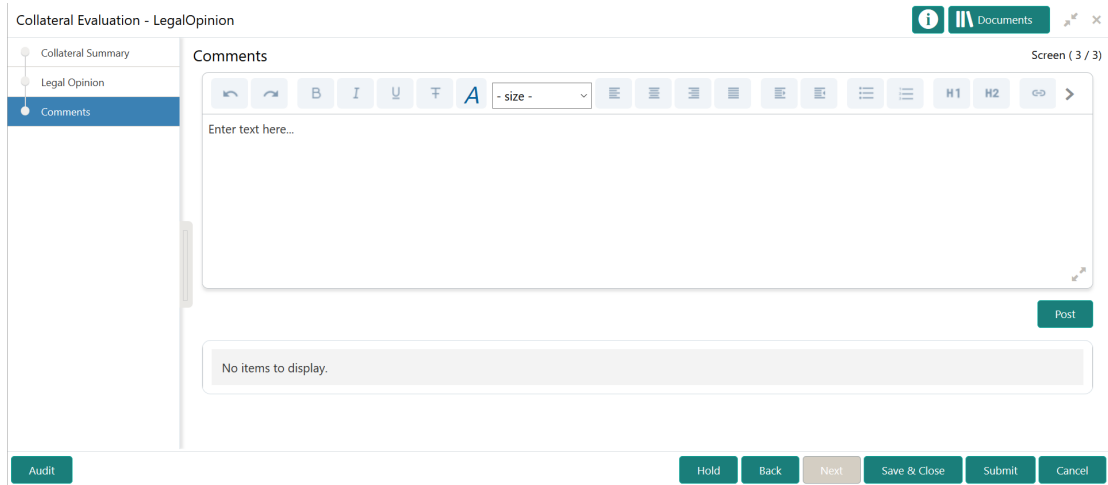 Collateral Evaluation - LegalOpinion
Documents
Collateral Summary
Legal Opinion
Comments
Comments
Screen ( 3 / 3)
B I U T A - size - H1 H2
Enter text here...
Post
No items to display.
Audit
Hold Back Next Save & Close Submit Cancel